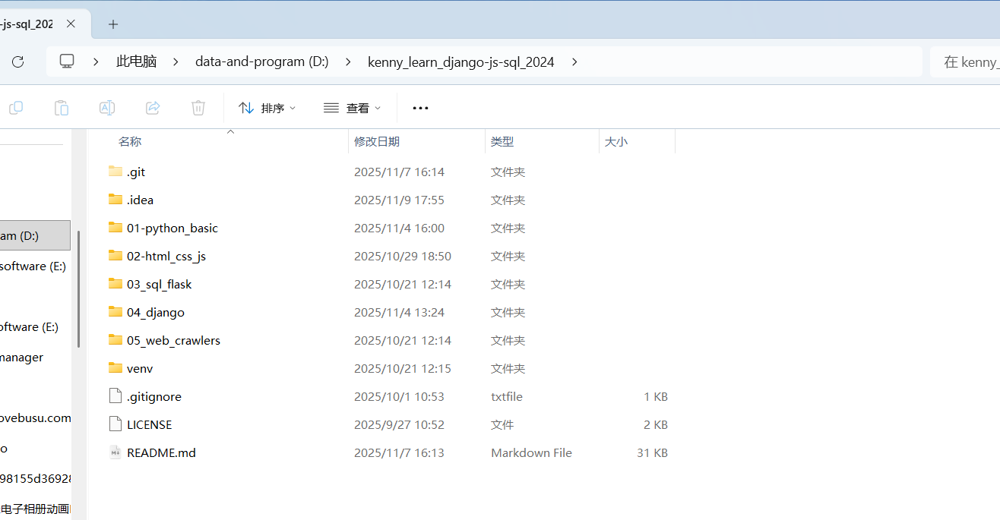 -js-sql_202
此电脑 data-and-program (D:) kenny_learn_django-js-sql_2024 在 kenny_
排序 查看
名称 修改日期 类型 大小
.git 2025/11/7 16:14 文件夹
.idea 2025/11/9 17:55 文件夹
01-python_basic 2025/11/4 16:00 文件夹
am (D:)
02-html_css_js 2025/10/29 18:50 文件夹
software (E:)
03_sql_flask 2025/10/21 12:14 文件夹
04_django 2025/11/4 13:24 文件夹
oftware (E:)
05_web_crawlers 2025/10/21 12:14 文件夹
manager
venv 2025/10/21 12:15 文件夹
.gitignore 2025/10/1 10:53 txtfile 1 KB
ovebusu.com
LICENSE 2025/9/27 10:52 文件 2 KB
o
README.md 2025/11/7 16:13 Markdown File 31 KB
98155d36928
电子相册动画